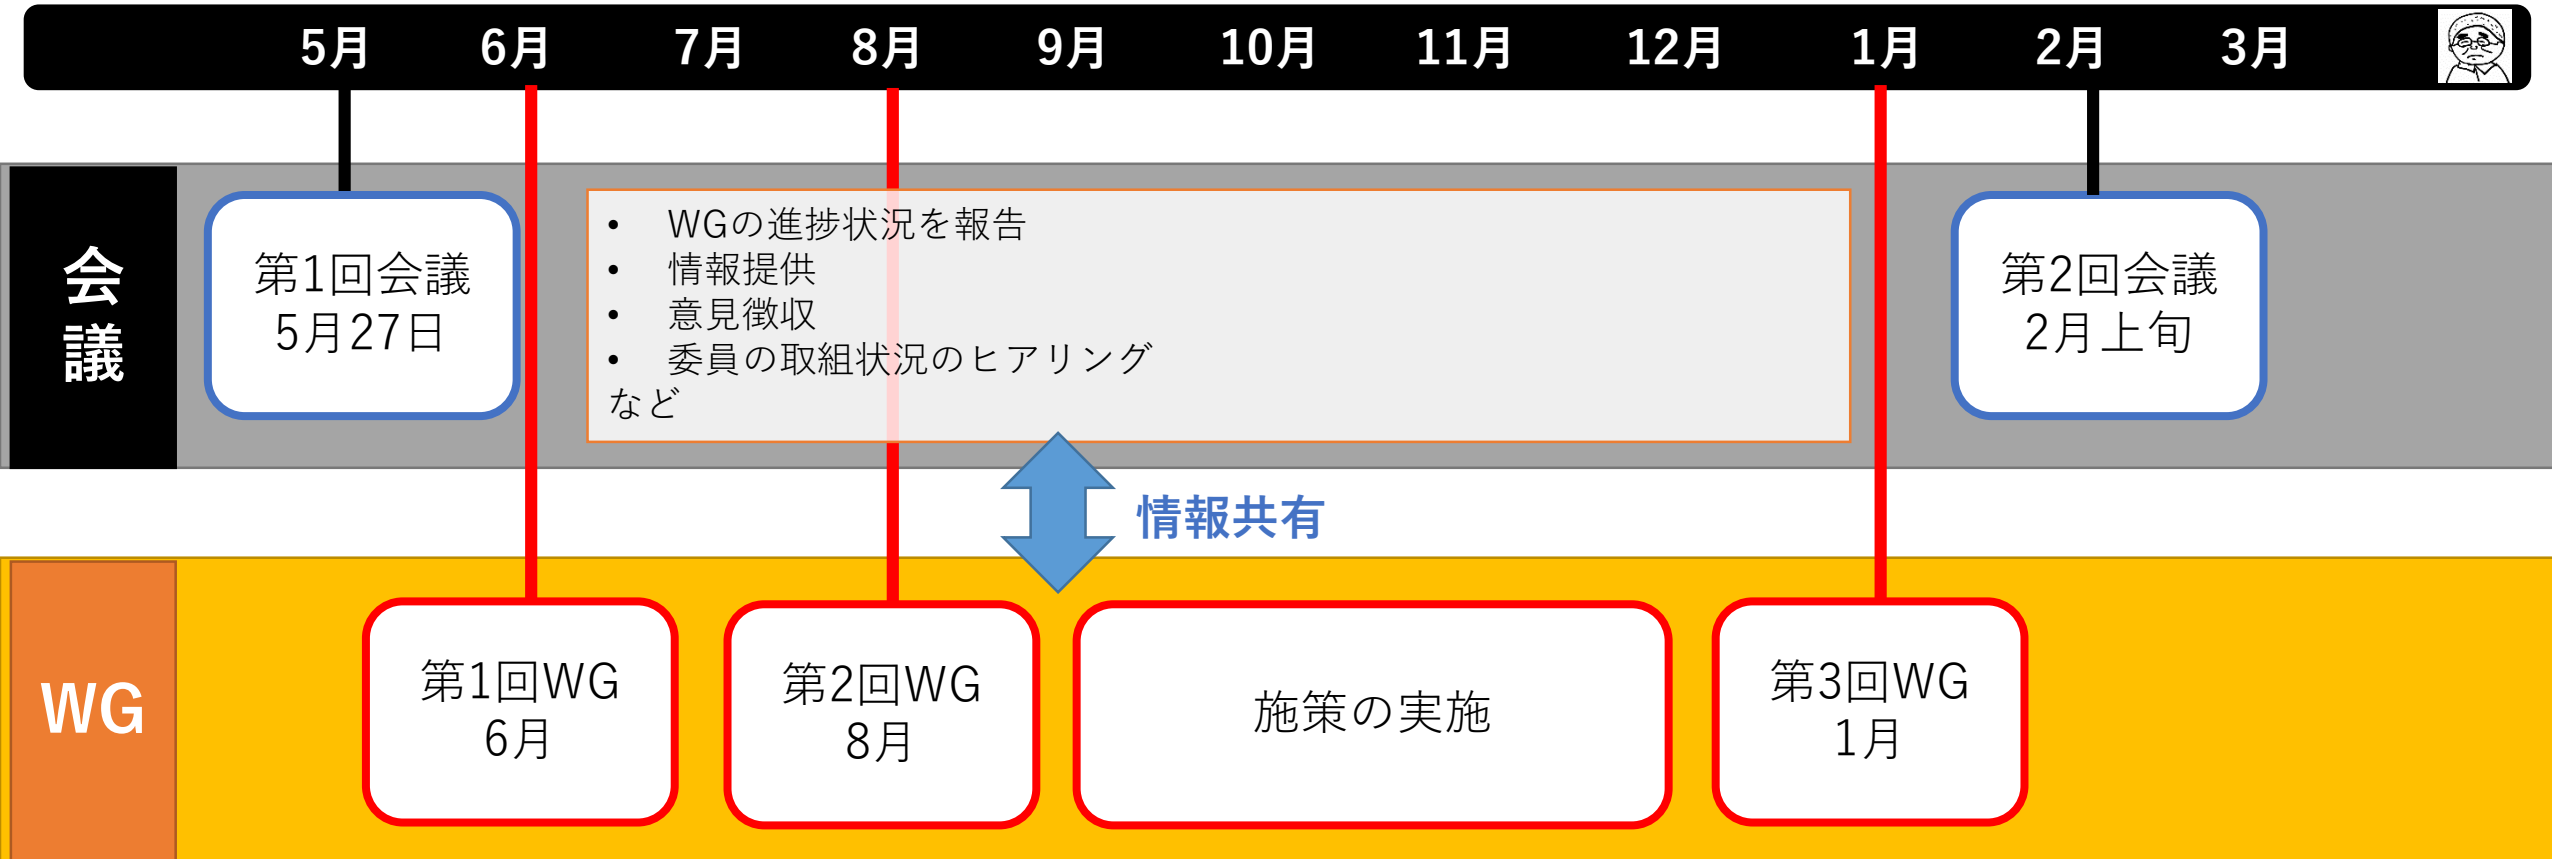 5月 6月 7月 8月 9月 10月 11月 12月 1月 2月 3月
会
議
第1回会議
5月27日
• WGの進捗状況を報告
• 情報提供
• 意見徴収
• 委員の取組状況のヒアリング
など
第2回会議
2月上旬
情報共有
WG
第1回WG
6月
第2回WG
8月
施策の実施
第3回WG
1月